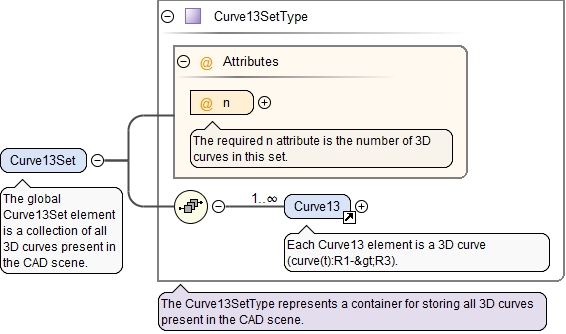 Curve13SetType
@ Attributes
@ n
The required n attribute is the number of 3D
curves in this set.
Curve13Set
The global
Curve13Set element
is a collection of all
3D curves present in
the CAD scene.
1..∞
Curve13
Each Curve13 element is a 3D curve
(curve(t):R1-&gt;R3).
The Curve13SetType represents a container for storing all 3D curves
present in the CAD scene.